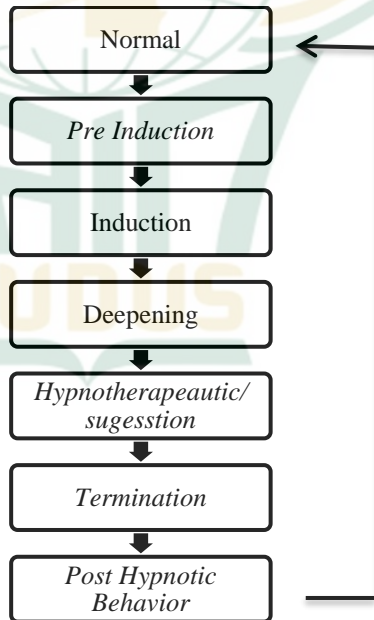 Normal
Pre Induction
Induction
Deepening
Hypnotherapeautic/
sugesstion
Termination
Post Hypnotic
Behavior